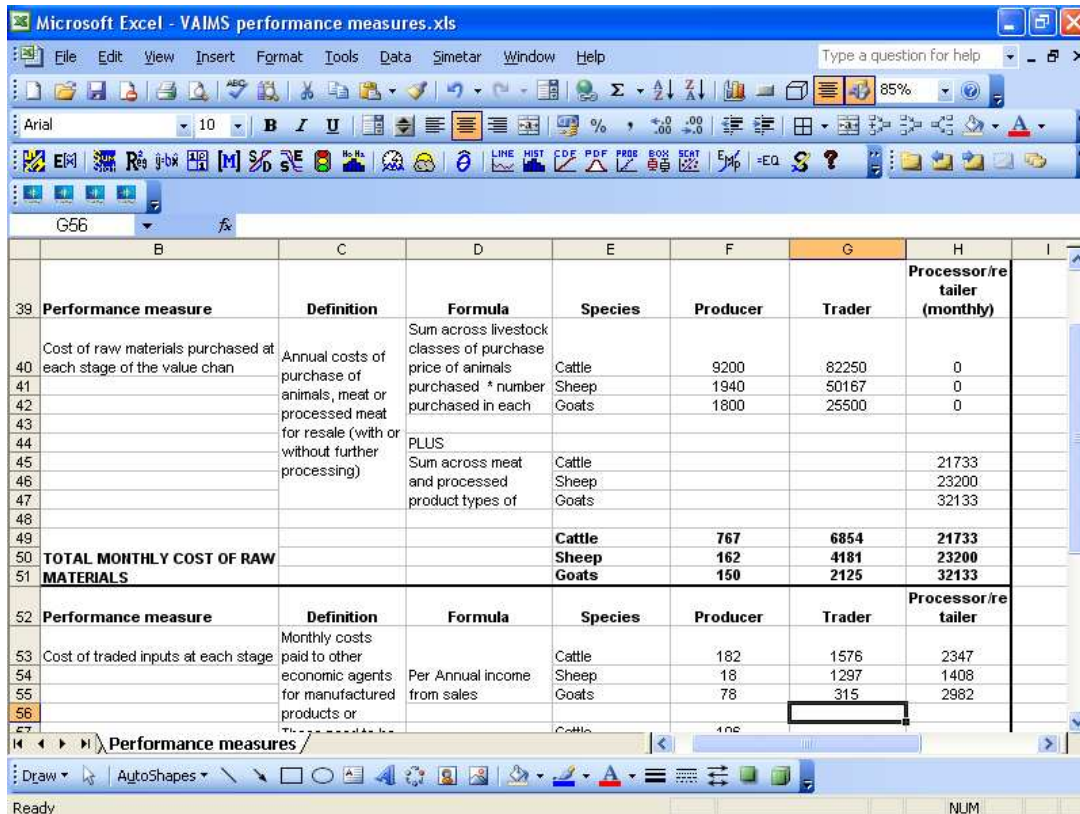 Microsoft Excel - VAIMS performance measures.xls
File Edit View Insert Format Tools Data Simetar Window Help Type a question for help
85%
Arial 10 B I U
LINE HIST CDF PDF PROB BOX SCAT =EQ
G56 fx
B C D E F G H I
39 Performance measure Definition Formula Species Producer Trader Processor/re
tailer
(monthly)
40 Cost of raw materials purchased at
each stage of the value chan
Annual costs of
purchase of
animals, meat or
processed meat
for resale (with or
without further
processing)
Sum across livestock
classes of purchase
price of animals
purchased * number
purchased in each
Cattle 9200 82250 0
41 Sheep 1940 50167 0
42 Goats 1800 25500 0
43
44 PLUS
45 Sum across meat Cattle 21733
46 and processed Sheep 23200
47 product types of Goats 32133
48
49 Cattle 767 6854 21733
50 TOTAL MONTHLY COST OF RAW Sheep 162 4181 23200
51 MATERIALS Goats 150 2125 32133
52 Performance measure Definition Formula Species Producer Trader Processor/re
tailer
53 Cost of traded inputs at each stage
Monthly costs
paid to other
economic agents
for manufactured
products or
Cattle 182 1576 2347
54 Per Annual income Sheep 18 1297 1408
55 from sales Goats 78 315 2982
56
57
Performance measures
Draw AutoShapes
Ready NUM